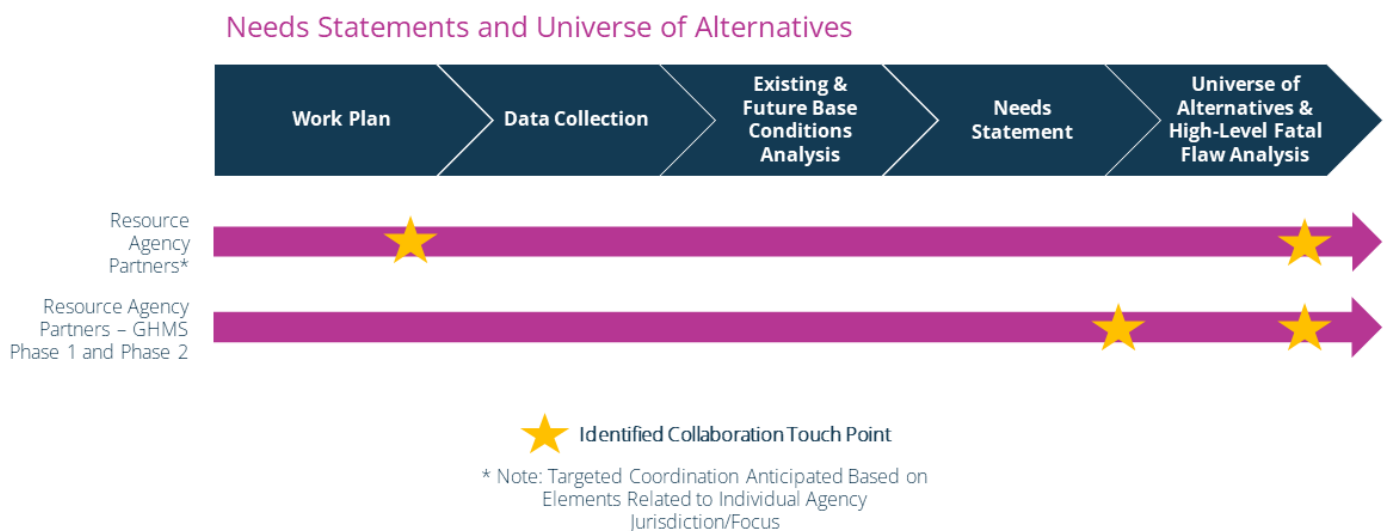 Needs Statements and Universe of Alternatives
Work Plan
Data Collection
Existing &
Future Base
Conditions
Analysis
Needs
Statement
Universe of
Alternatives &
High-Level Fatal
Flaw Analysis
Resource
Agency
Partners*
Resource Agency
Partners – GHMS
Phase 1 and Phase 2
Identified Collaboration Touch Point
* Note: Targeted Coordination Anticipated Based on
Elements Related to Individual Agency
Jurisdiction/Focus